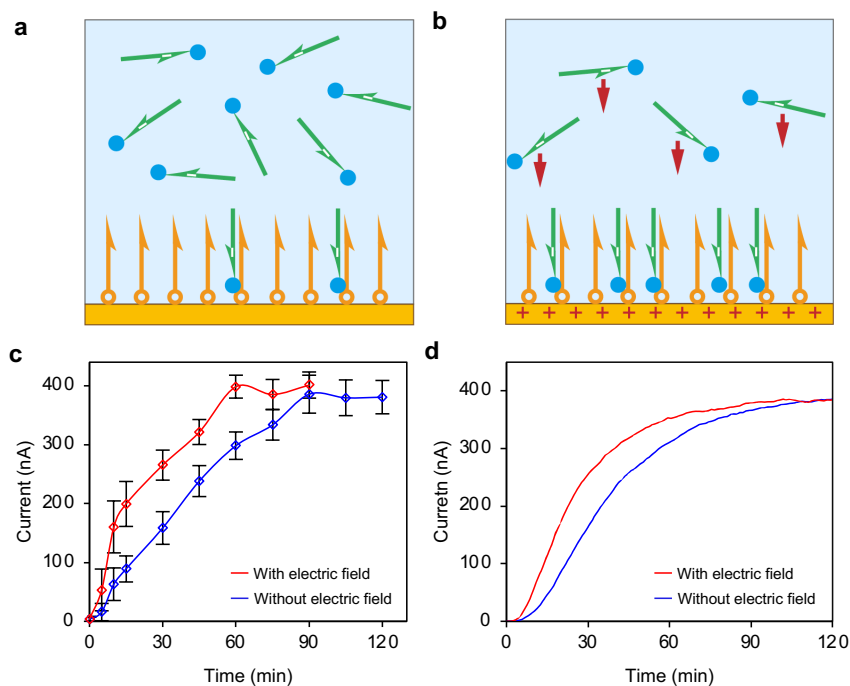 a
b
+ + + + + + + + + + + +
c
d
400
300
200
100
0
Current (nA)
With electric field
Without electric field
0
30
60
90
120
Time (min)
400
300
200
100
0
Curretn (nA)
With electric field
Without electric field
0
30
60
90
120
Time (min)